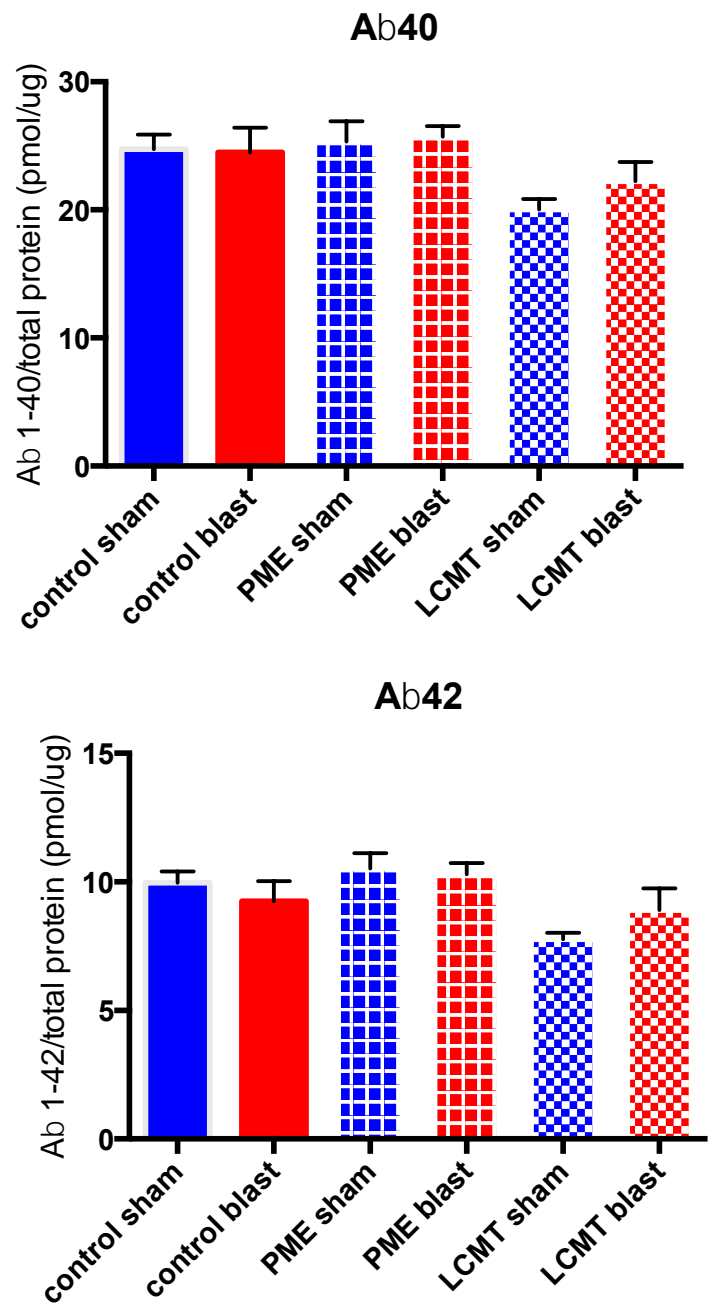 Ab40
Ab 1-40/total protein (pmol/ug)
30
20
10
0
control sham
control blast
PME sham
PME blast
LCMT sham
LCMT blast
Ab42
Ab 1-42/total protein (pmol/ug)
15
10
5
0
control sham
control blast
PME sham
PME blast
LCMT sham
LCMT blast